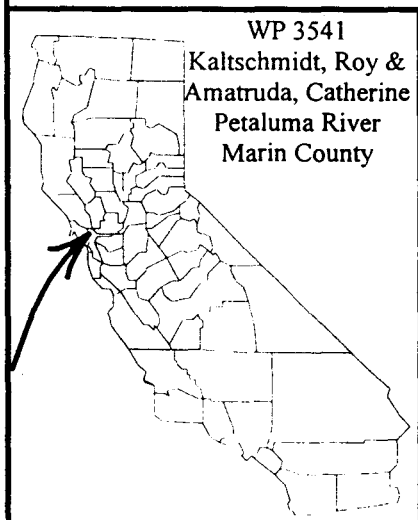 WP 3541
Kaltschmidt, Roy &
Amatruda, Catherine
Petaluma River
Marin County